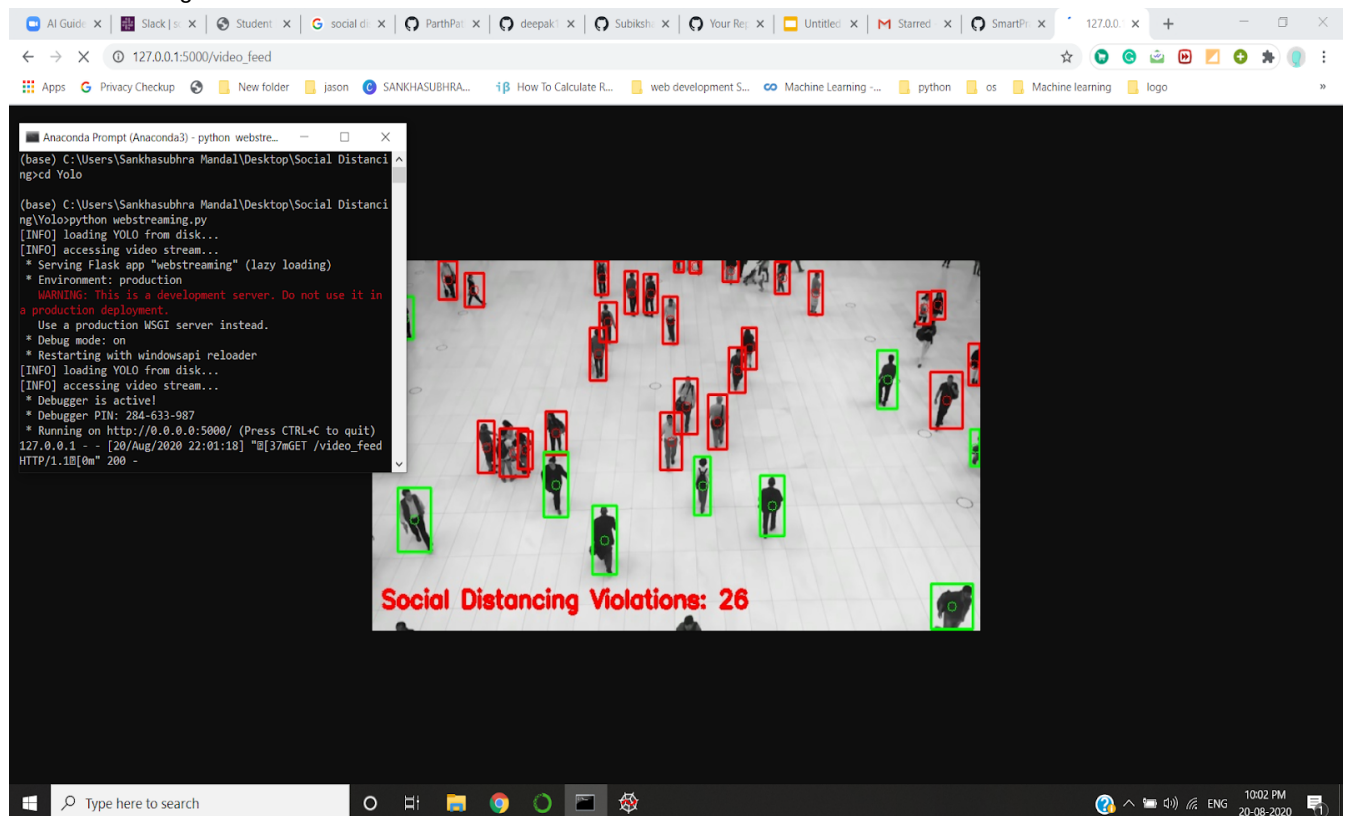 AI Guide
Slack | s
Student
social di
ParthPat
deepak1
Subiksha
Your Rep
Untitled
Starred
SmartPr
127.0.0.
127.0.0.1:5000/video_feed
Apps
Privacy Checkup
New folder
jason
SANKHASUBHRA...
How To Calculate R...
web development S...
Machine Learning -...
python
os
Machine learning
logo
»
Anaconda Prompt (Anaconda3) - python webstre...
(base) C:\Users\Sankhasubhra Mandal\Desktop\Social Distanci
ng>cd Yolo
(base) C:\Users\Sankhasubhra Mandal\Desktop\Social Distanci
ng\Yolo>python webstreaming.py
[INFO] loading YOLO from disk...
[INFO] accessing video stream...
* Serving Flask app "webstreaming" (lazy loading)
* Environment: production
WARNING: This is a development server. Do not use it in
a production deployment.
Use a production WSGI server instead.
* Debug mode: on
* Restarting with windowsapi reloader
[INFO] loading YOLO from disk...
[INFO] accessing video stream...
* Debugger is active!
* Debugger PIN: 284-633-987
* Running on http://0.0.0.0:5000/ (Press CTRL+C to quit)
127.0.0.1 - - [20/Aug/2020 22:01:18] "[37mGET /video_feed
HTTP/1.1[0m" 200 -
Social Distancing Violations: 26
Type here to search
ENG
10:02 PM
20-08-2020
1